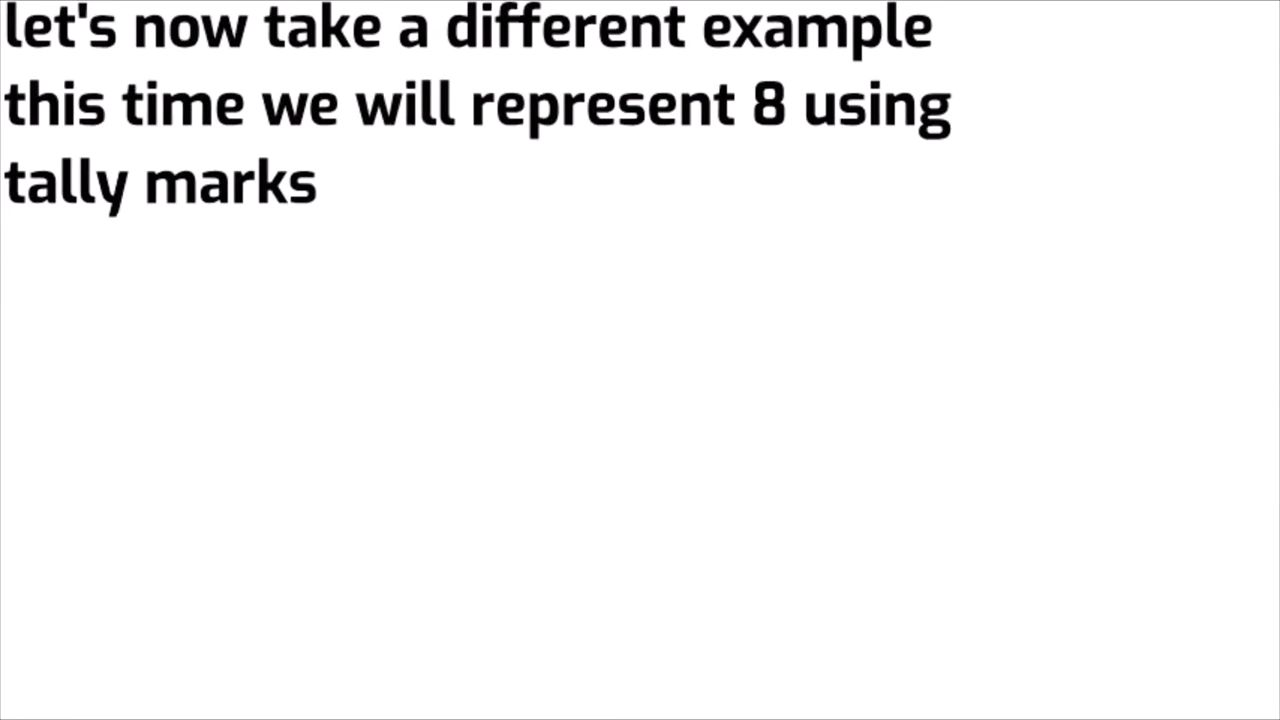 let's now take a different example
this time we will represent 8 using
tally marks